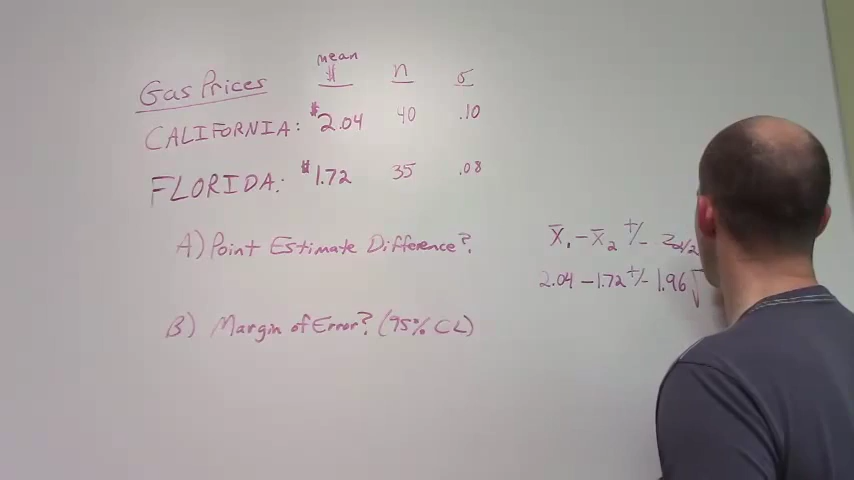 mean
Gas Prices $ n σ
CALIFORNIA: $2.04 40 .10
FLORIDA: $1.72 35 .08
A) Point Estimate Difference?
B) Margin of Error? (95% CL)
x̄₁ - x̄₂ +/- z α/2
2.04 - 1.72 +/- 1.96 √